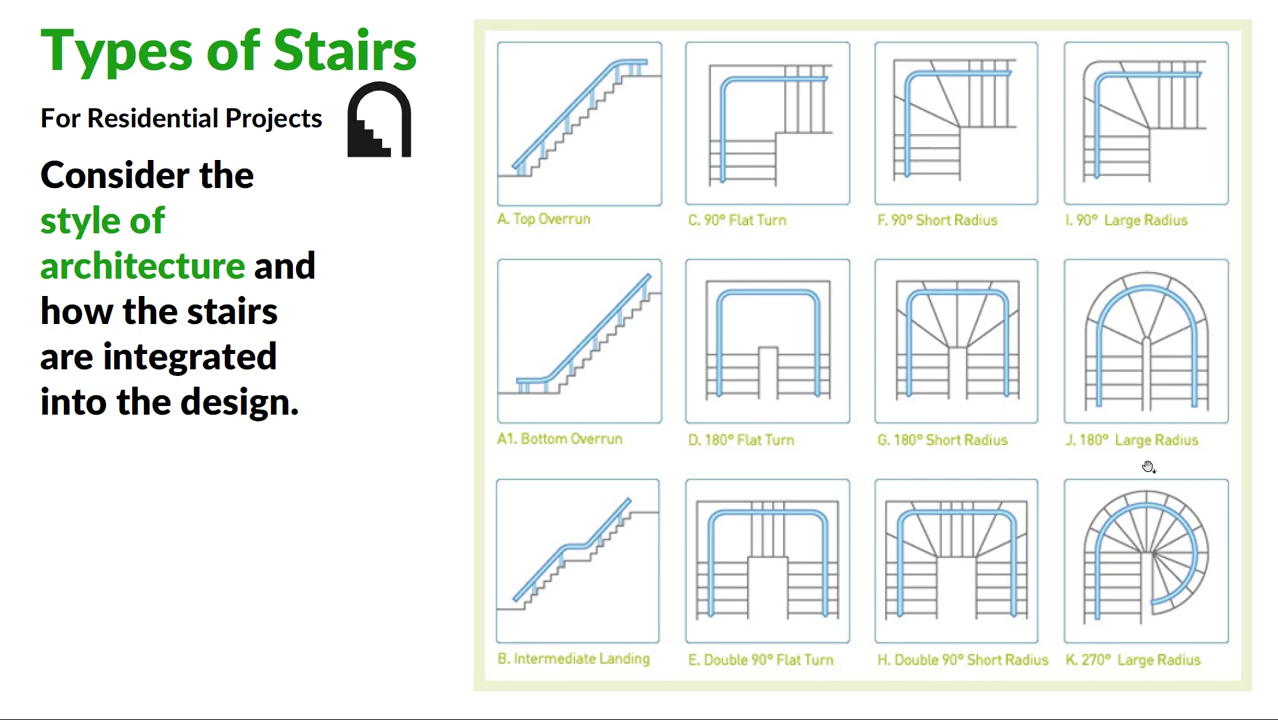 Types of Stairs
For Residential Projects
Consider the
style of
architecture and
how the stairs
are integrated
into the design.
A. Top Overrun
C. 90° Flat Turn
F. 90° Short Radius
I. 90° Large Radius
A1. Bottom Overrun
D. 180° Flat Turn
G. 180° Short Radius
J. 180° Large Radius
B. Intermediate Landing
E. Double 90° Flat Turn
H. Double 90° Short Radius
K. 270° Large Radius